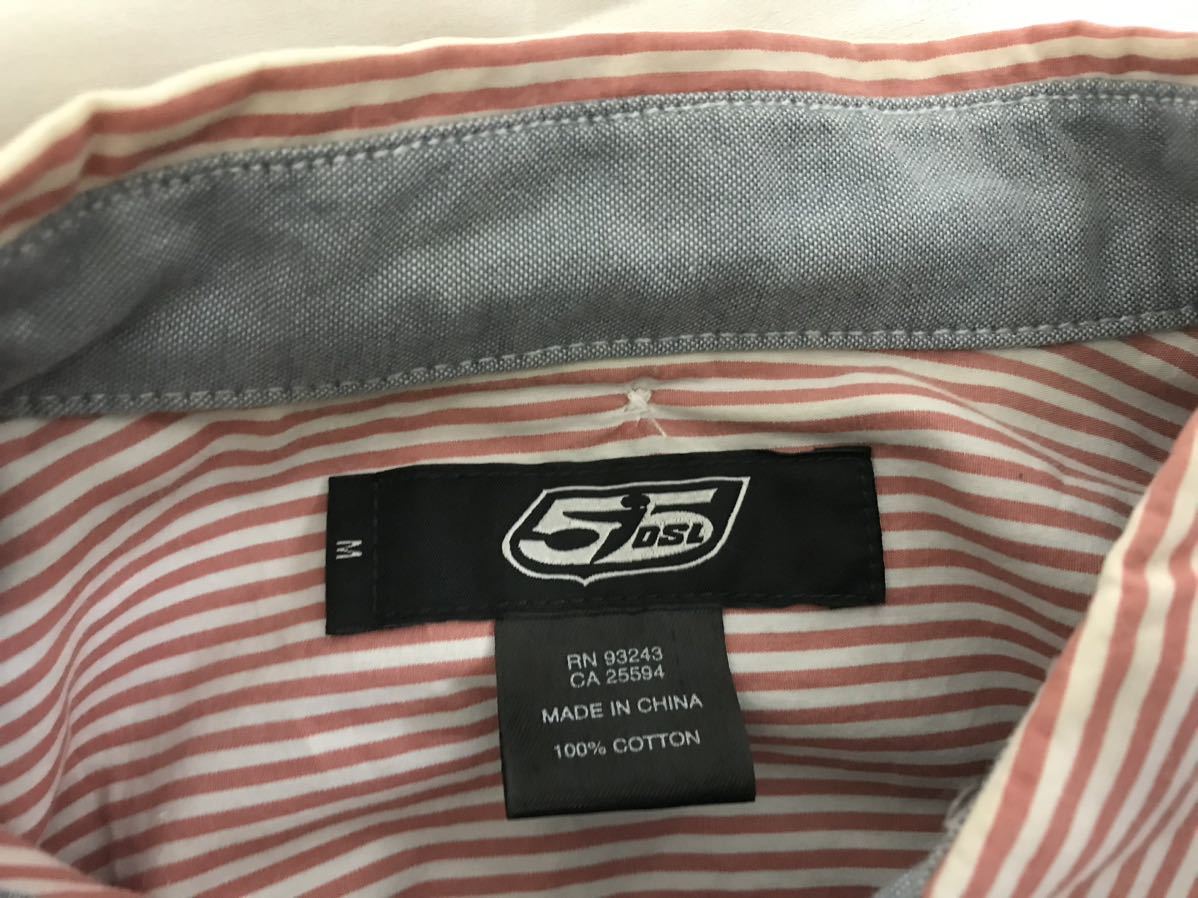 55DSL
M
RN 93243
CA 25594
MADE IN CHINA
100% COTTON